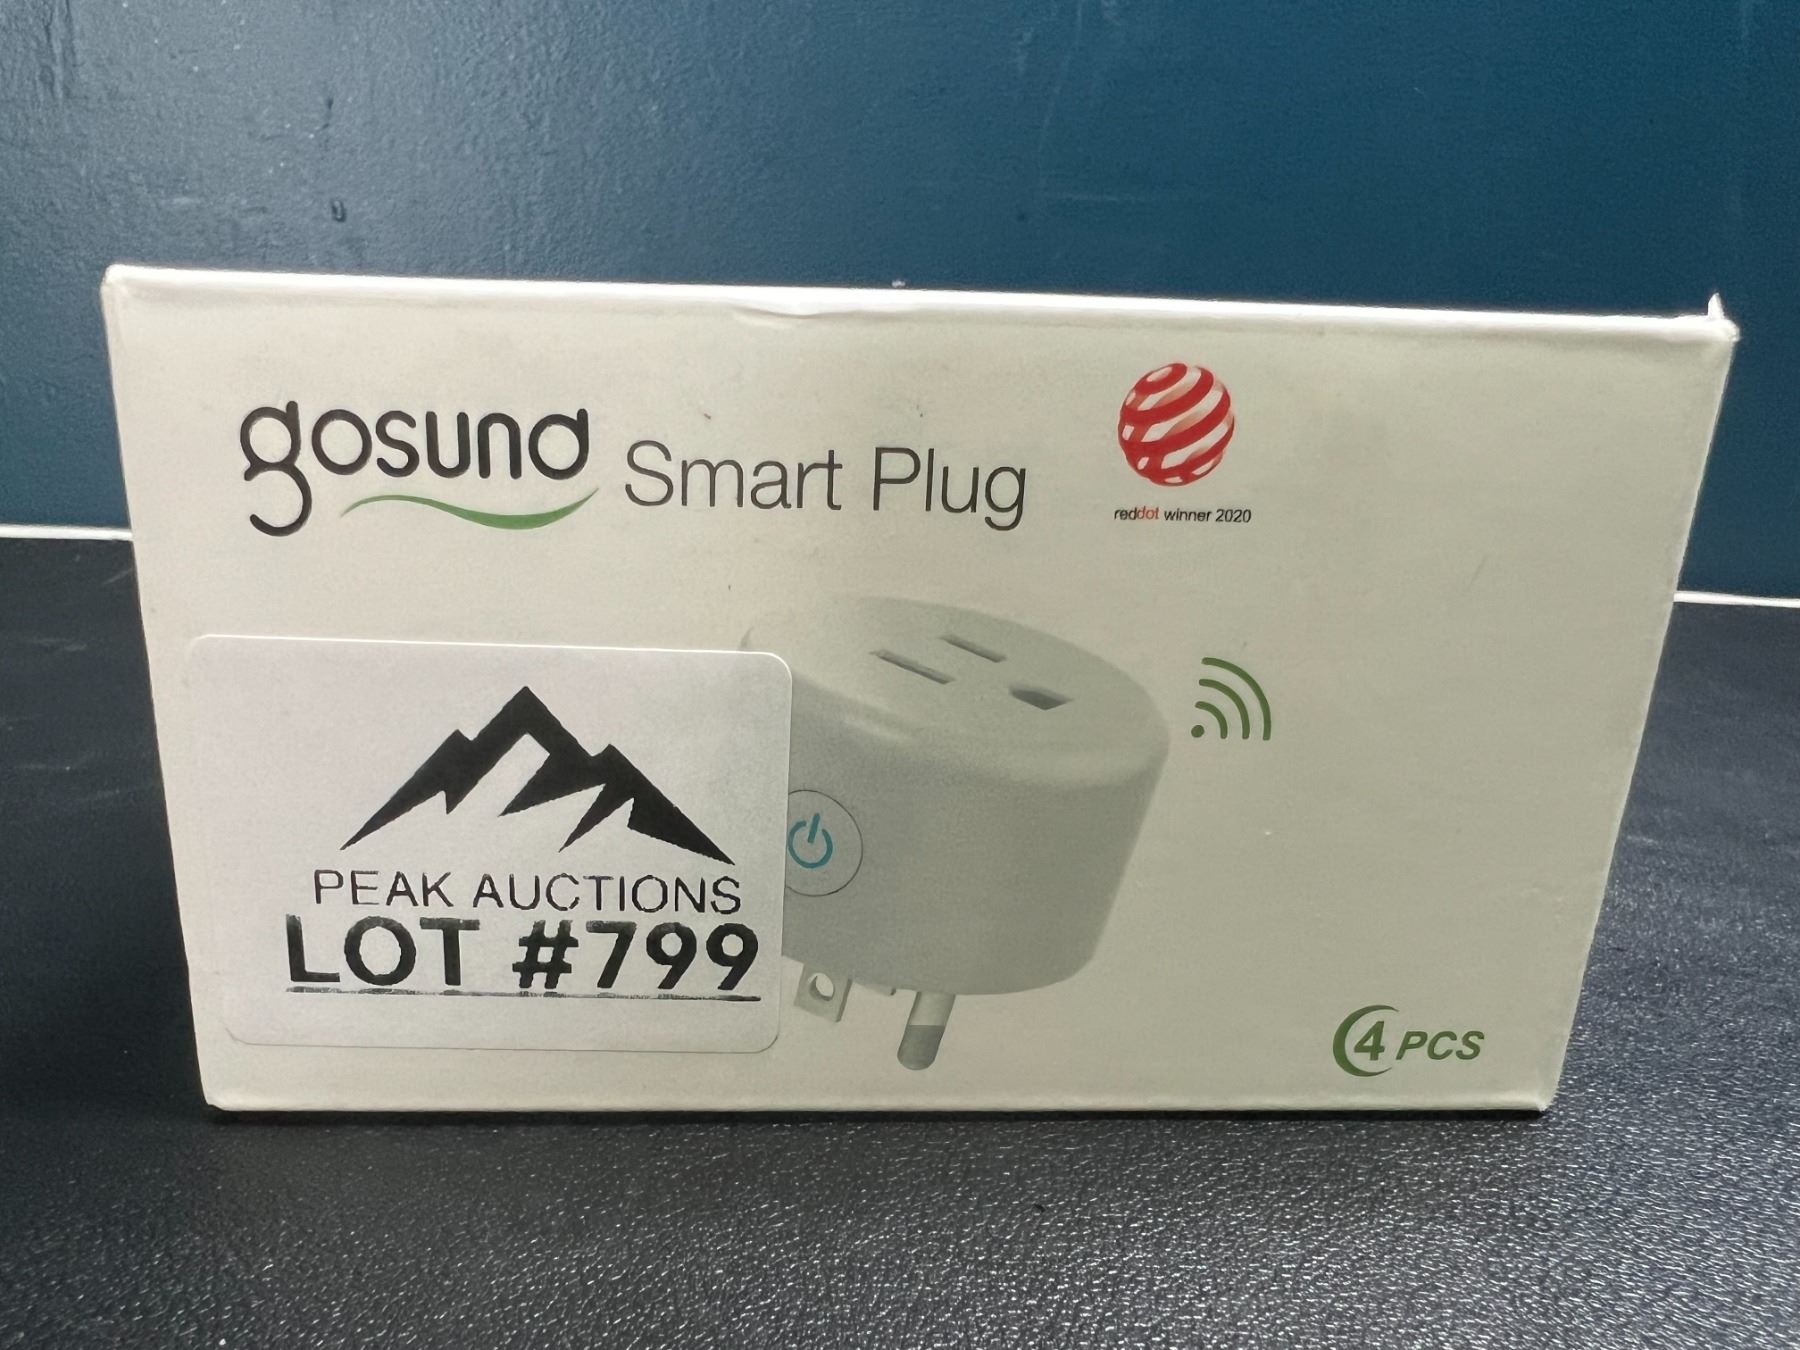 gosund Smart Plug
reddot winner 2020
PEAK AUCTIONS
LOT #799
4 PCS